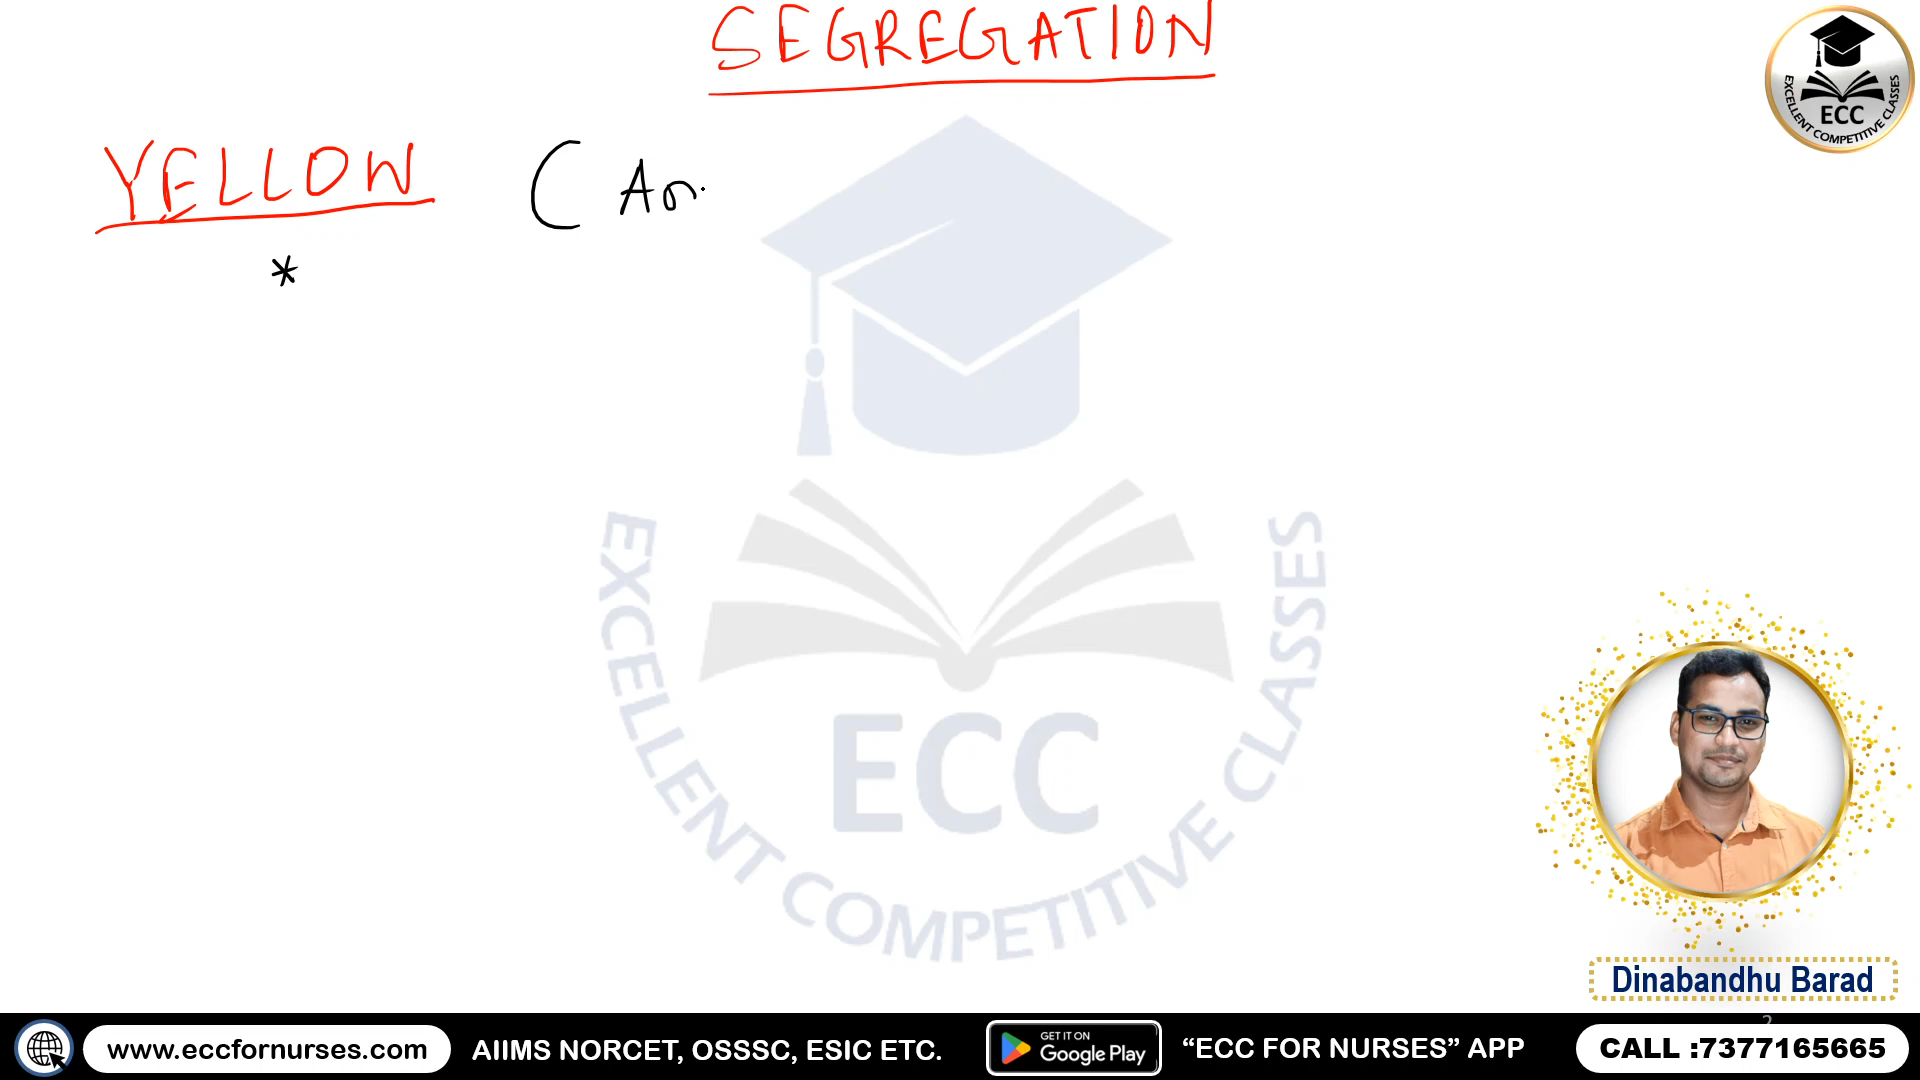 SEGREGATION
EXCELLENT COMPETITIVE CLASSES
ECC
YELLOW (
*
EXCELLENT COMPETITIVE CLASSES
ECC
Dinabandhu Barad
2
www.eccfornurses.com AIIMS NORCET, OSSSC, ESIC ETC. GET IT ON Google Play “ECC FOR NURSES” APP CALL :7377165665